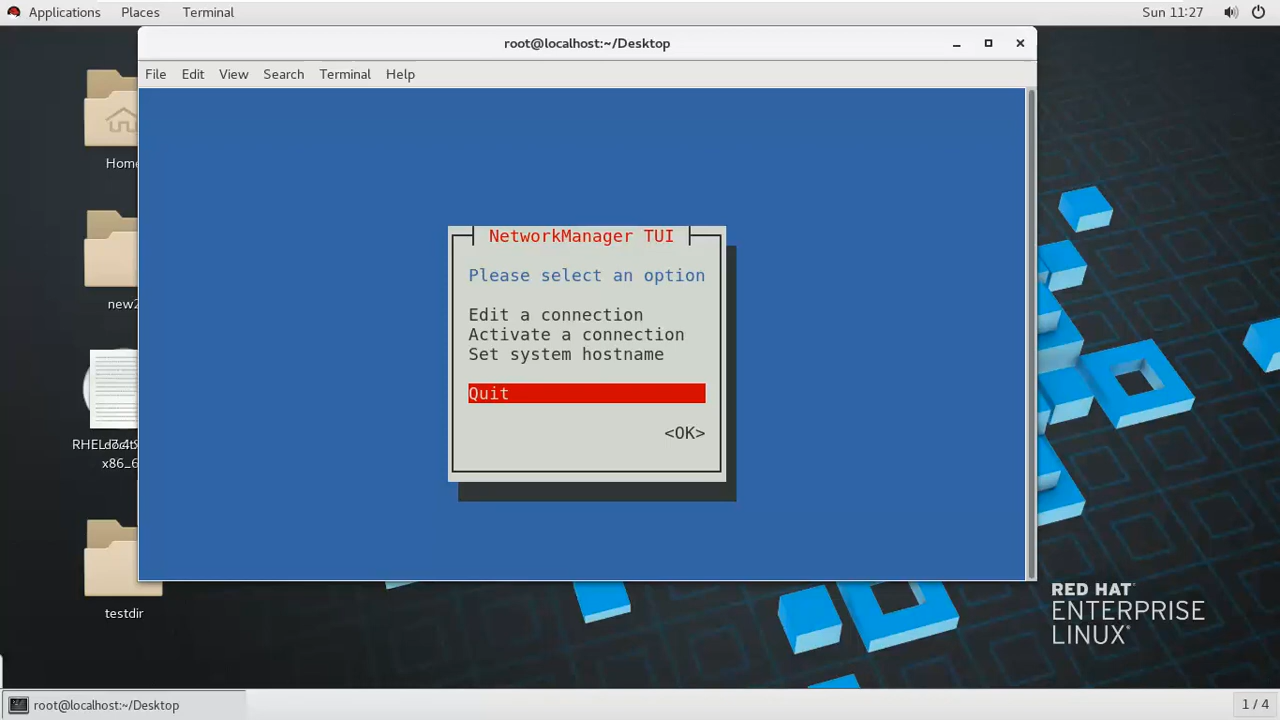 Applications Places Terminal Sun 11:27
root@localhost:~/Desktop
File Edit View Search Terminal Help
Home
new2
x86_6
testdir
NetworkManager TUI
Please select an option
Edit a connection
Activate a connection
Set system hostname
Quit
<OK>
RED HAT
ENTERPRISE
LINUX®
root@localhost:~/Desktop 1 / 4